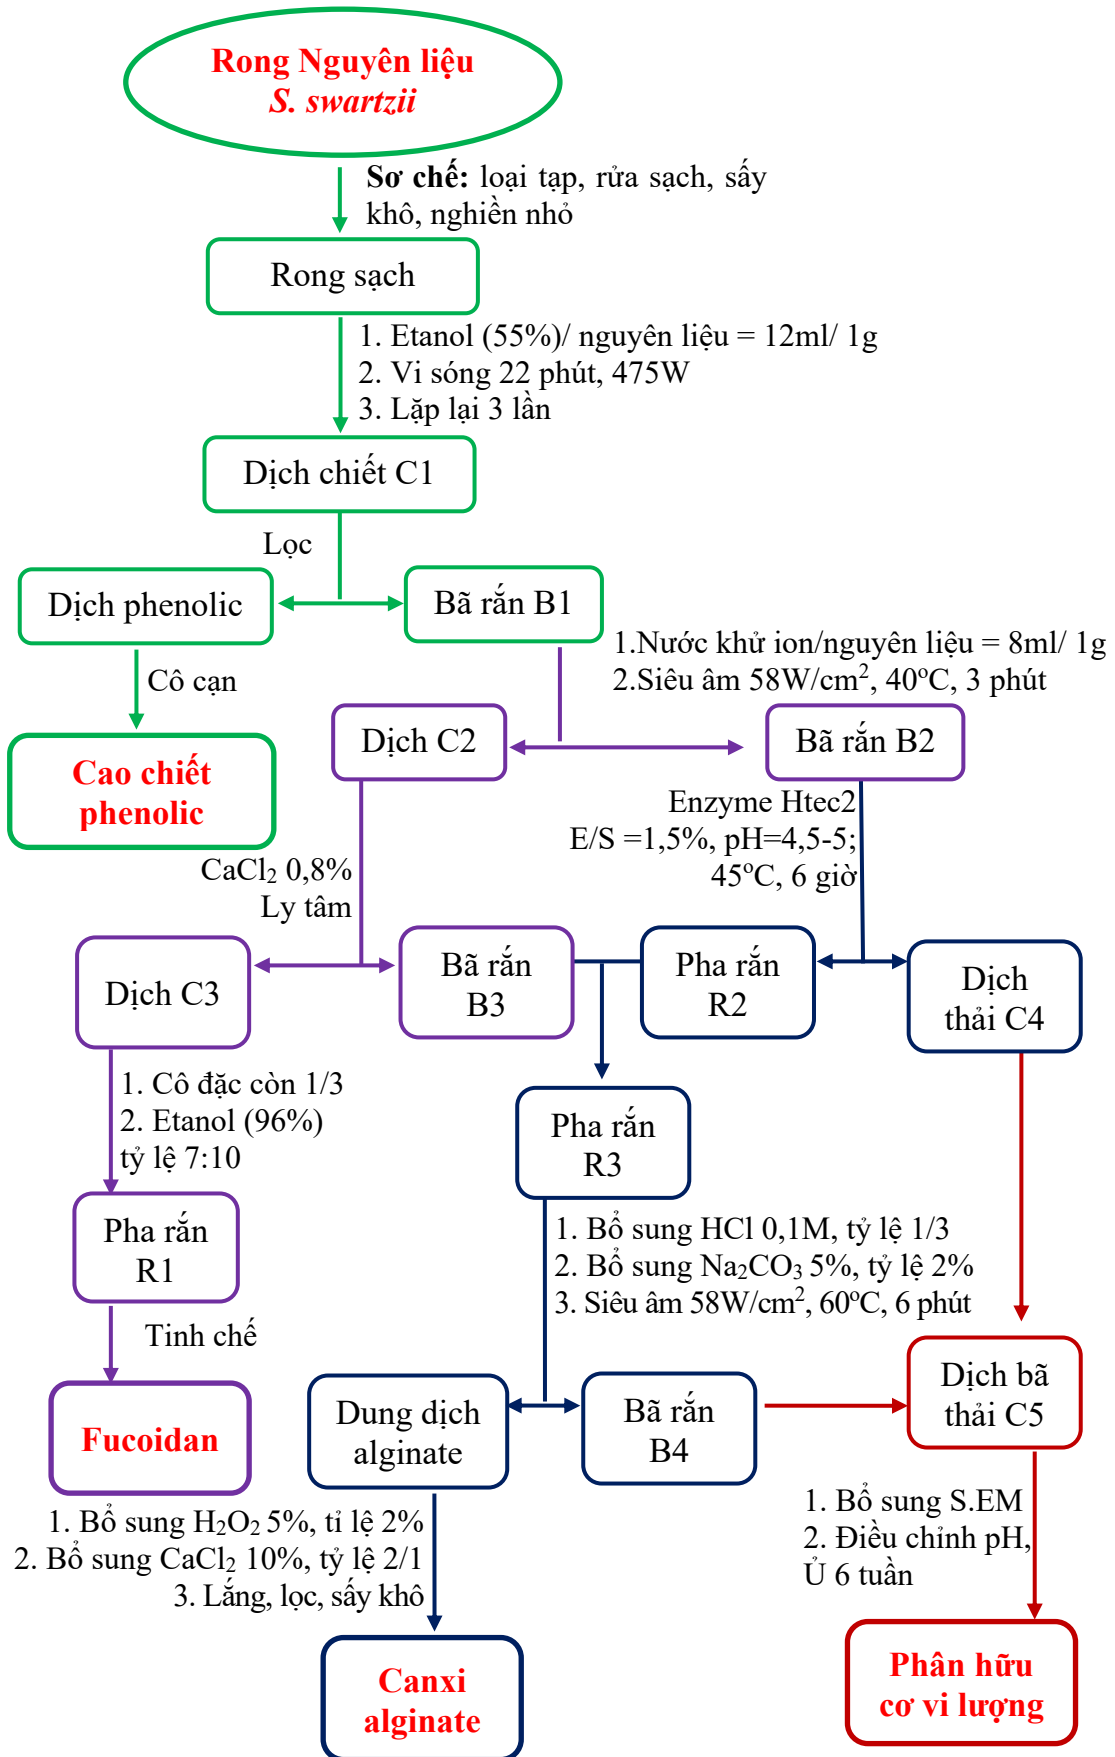 Rong Nguyên liệu
S. swartzii
Sơ chế: loại tạp, rửa sạch, sấy
khô, nghiền nhỏ
Rong sạch
1. Etanol (55%)/ nguyên liệu = 12ml/ 1g
2. Vi sóng 22 phút, 475W
3. Lặp lại 3 lần
Dịch chiết C1
Lọc
Dịch phenolic
Bã rắn B1
Cô cạn
Cao chiết
phenolic
1.Nước khử ion/nguyên liệu = 8ml/ 1g
2.Siêu âm 58W/cm², 40ºC, 3 phút
Dịch C2
Bã rắn B2
CaCl₂ 0,8%
Ly tâm
Enzyme Htec2
E/S =1,5%, pH=4,5-5;
45ºC, 6 giờ
Dịch C3
Bã rắn
B3
Pha rắn
R2
Dịch
thải C4
1. Cô đặc còn 1/3
2. Etanol (96%)
tỷ lệ 7:10
Pha rắn
R3
Pha rắn
R1
1. Bổ sung HCl 0,1M, tỷ lệ 1/3
2. Bổ sung Na₂CO₃ 5%, tỷ lệ 2%
3. Siêu âm 58W/cm², 60ºC, 6 phút
Tinh chế
Fucoidan
Dung dịch
alginate
Bã rắn
B4
Dịch bã
thải C5
1. Bổ sung H₂O₂ 5%, tỉ lệ 2%
2. Bổ sung CaCl₂ 10%, tỷ lệ 2/1
3. Lắng, lọc, sấy khô
1. Bổ sung S.EM
2. Điều chỉnh pH,
Ủ 6 tuần
Canxi
alginate
Phân hữu
cơ vi lượng